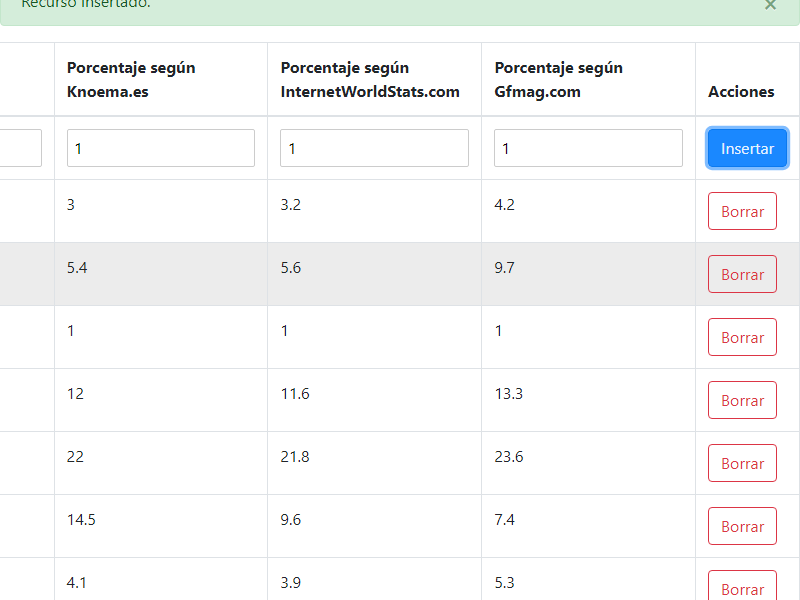 Recurso insertado. ×
Porcentaje según Porcentaje según Porcentaje según
Knoema.es InternetWorldStats.com Gfmag.com Acciones
1 1 1 Insertar
3 3.2 4.2 Borrar
5.4 5.6 9.7 Borrar
1 1 1 Borrar
12 11.6 13.3 Borrar
22 21.8 23.6 Borrar
14.5 9.6 7.4 Borrar
4.1 3.9 5.3 Borrar